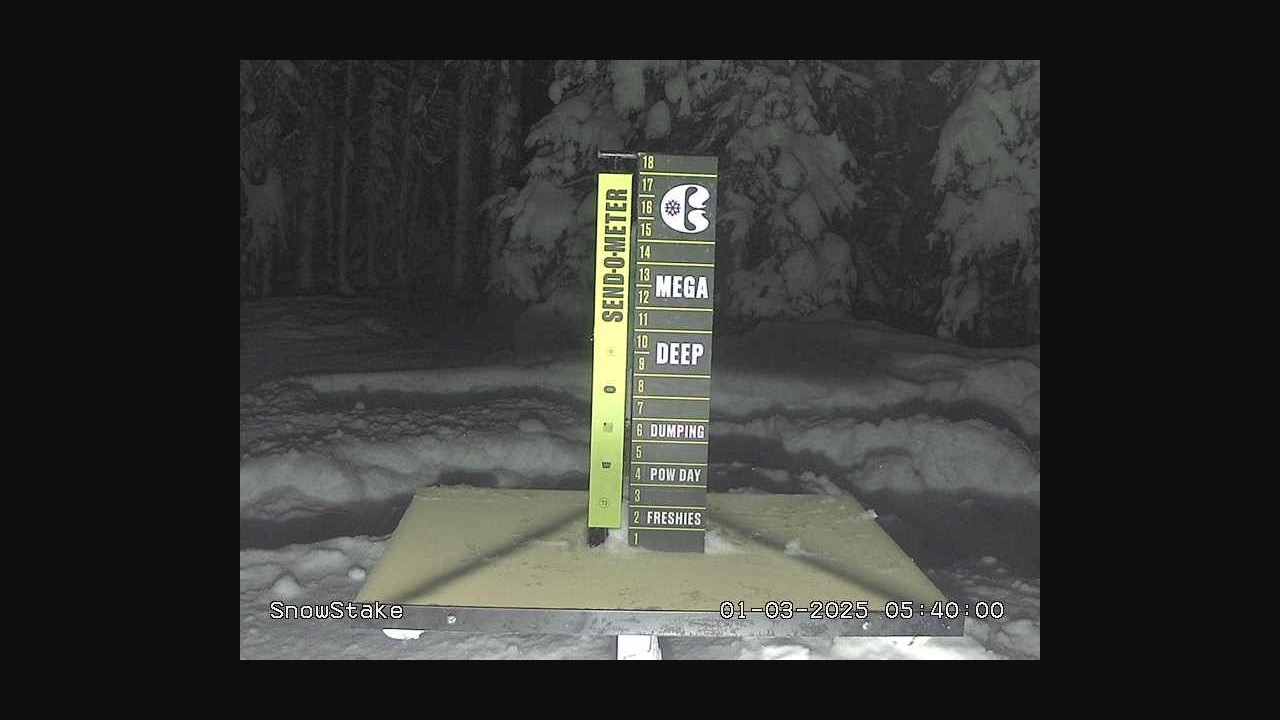 SEND-O-METER
18
17
16
15
14
13
12
MEGA
11
10
9
DEEP
8
7
6 DUMPING
5
4 POW DAY
3
2 FRESHIES
1
SnowStake
01-03-2025 05:40:00